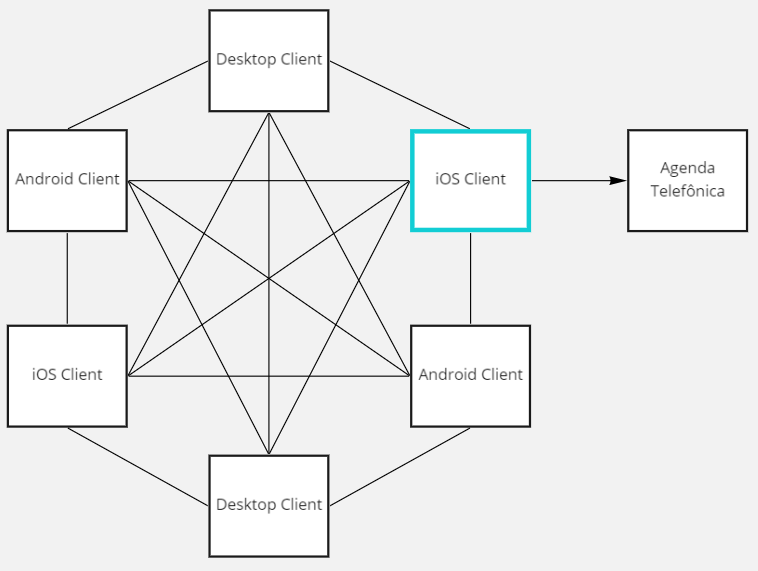 Desktop Client
Android Client
iOS Client
Agenda
Telefônica
iOS Client
Android Client
Desktop Client